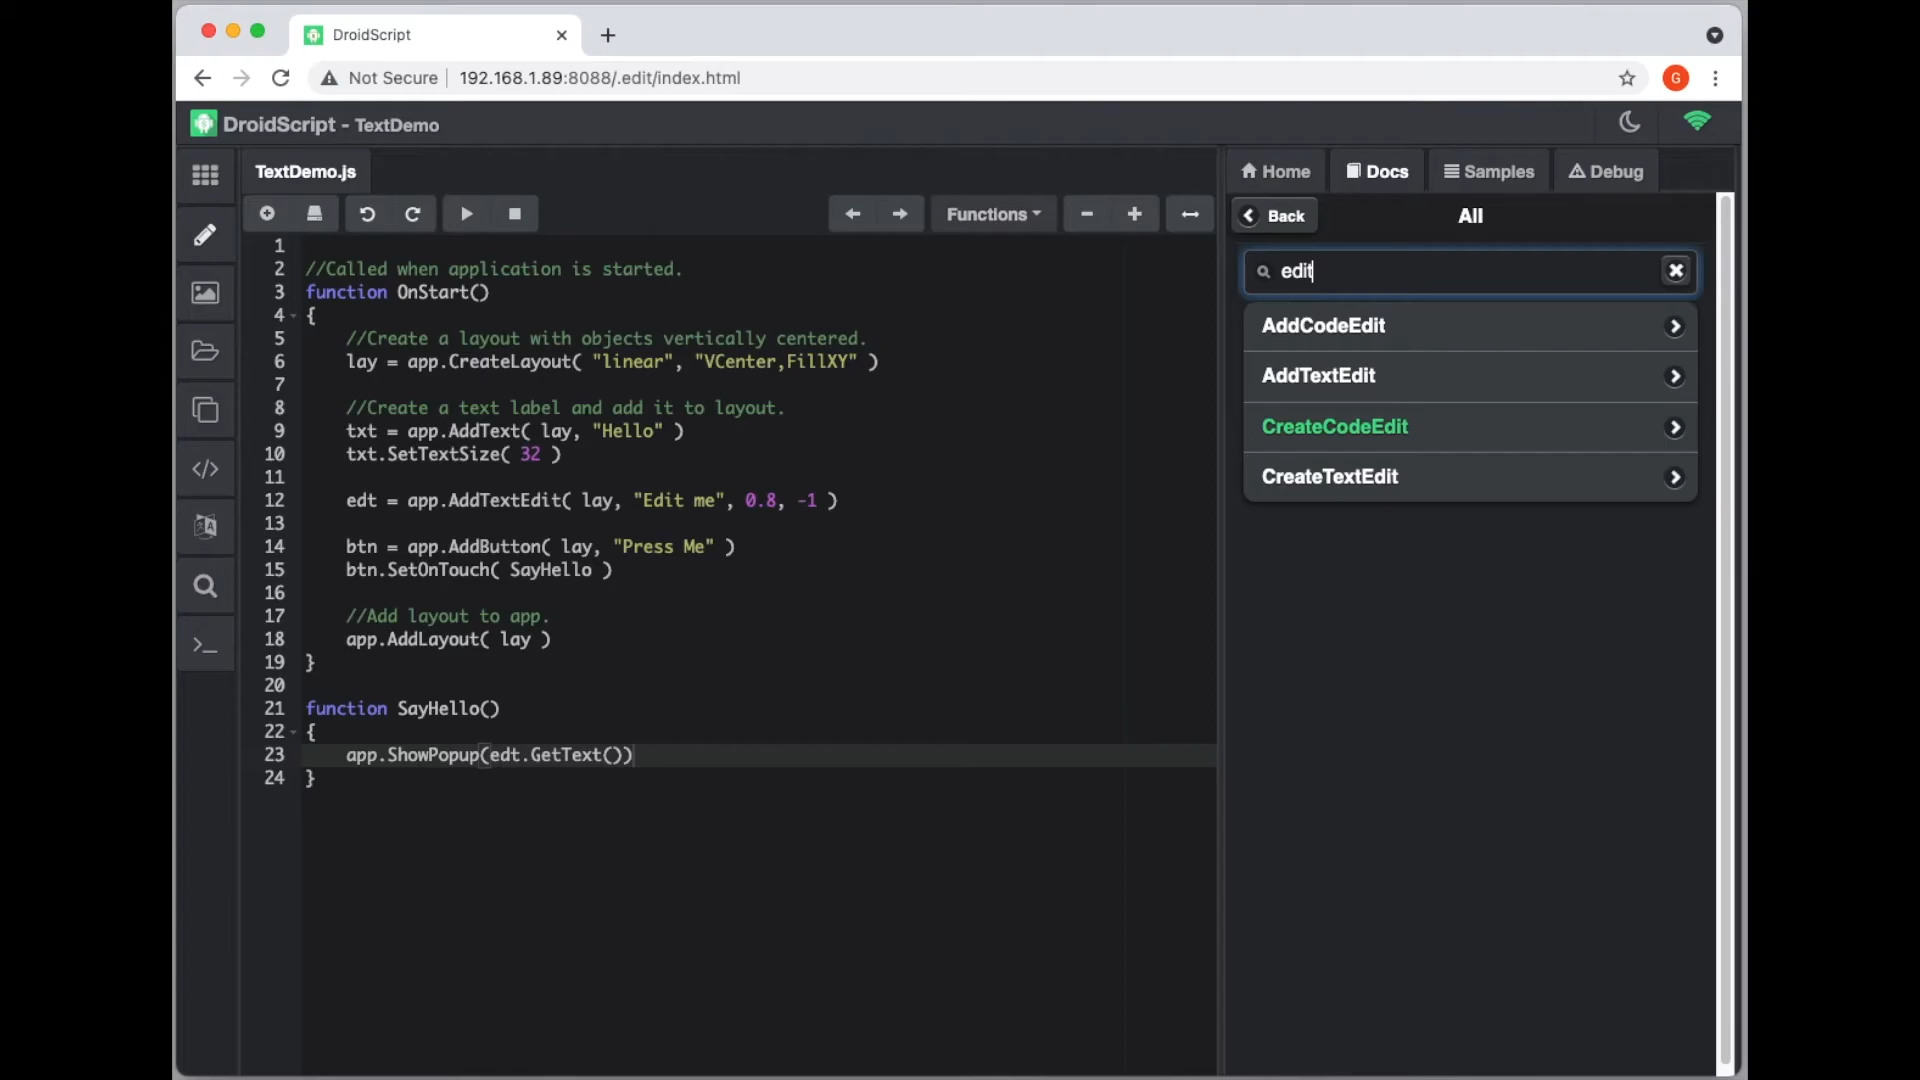 DroidScript
Not Secure 192.168.1.89:8088/.edit/index.html
G
DroidScript - TextDemo
TextDemo.js
Home Docs Samples Debug
Functions
Back All
edit
AddCodeEdit
AddTextEdit
CreateCodeEdit
CreateTextEdit
1
2 //Called when application is started.
3 function OnStart()
4 {
5 //Create a layout with objects vertically centered.
6 lay = app.CreateLayout( "linear", "VCenter,FillXY" )
7
8 //Create a text label and add it to layout.
9 txt = app.AddText( lay, "Hello" )
10 txt.SetTextSize( 32 )
11
12 edt = app.AddTextEdit( lay, "Edit me", 0.8, -1 )
13
14 btn = app.AddButton( lay, "Press Me" )
15 btn.SetOnTouch( SayHello )
16
17 //Add layout to app.
18 app.AddLayout( lay )
19 }
20
21 function SayHello()
22 {
23 app.ShowPopup(edt.GetText())
24 }